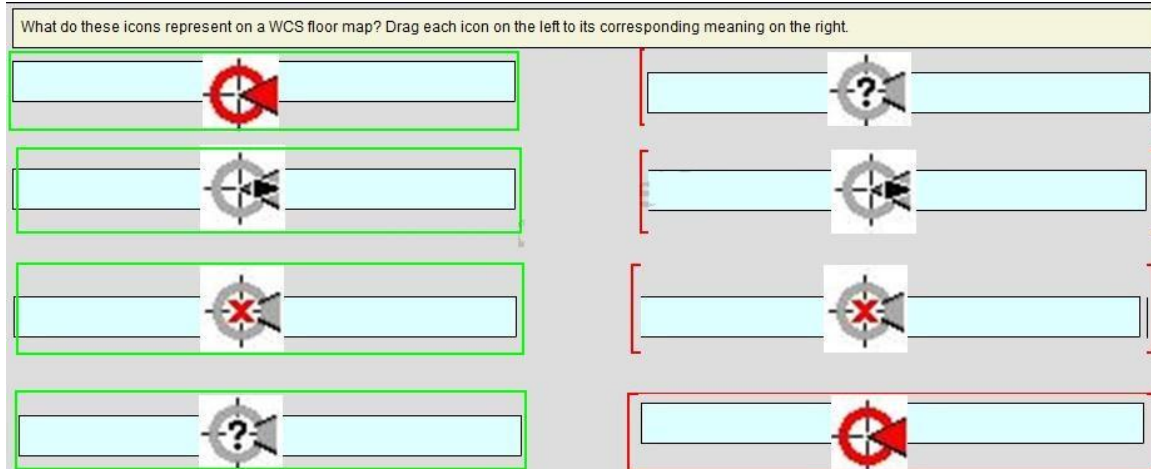 What do these icons represent on a WCS floor map? Drag each icon on the left to its corresponding meaning on the right.
?
X
X
?